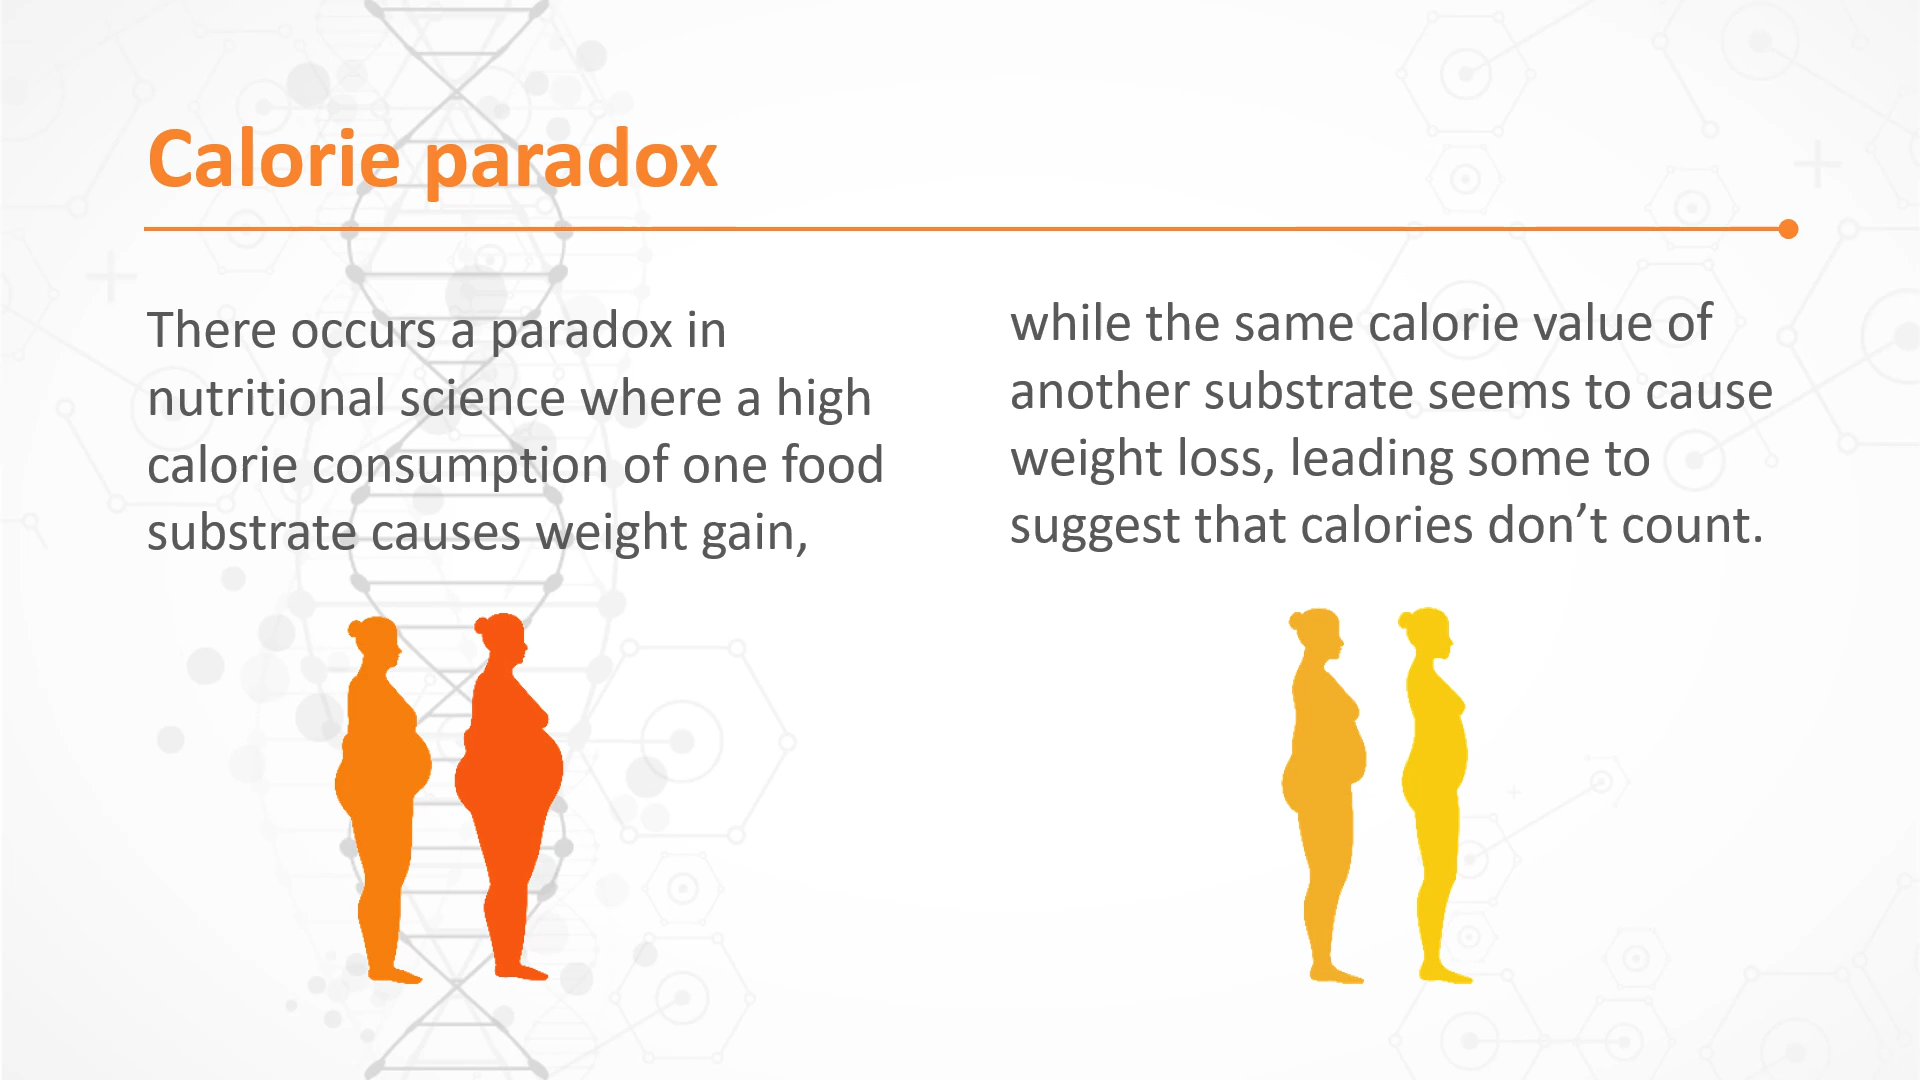 Calorie paradox
There occurs a paradox in
nutritional science where a high
calorie consumption of one food
substrate causes weight gain,
while the same calorie value of
another substrate seems to cause
weight loss, leading some to
suggest that calories don’t count.